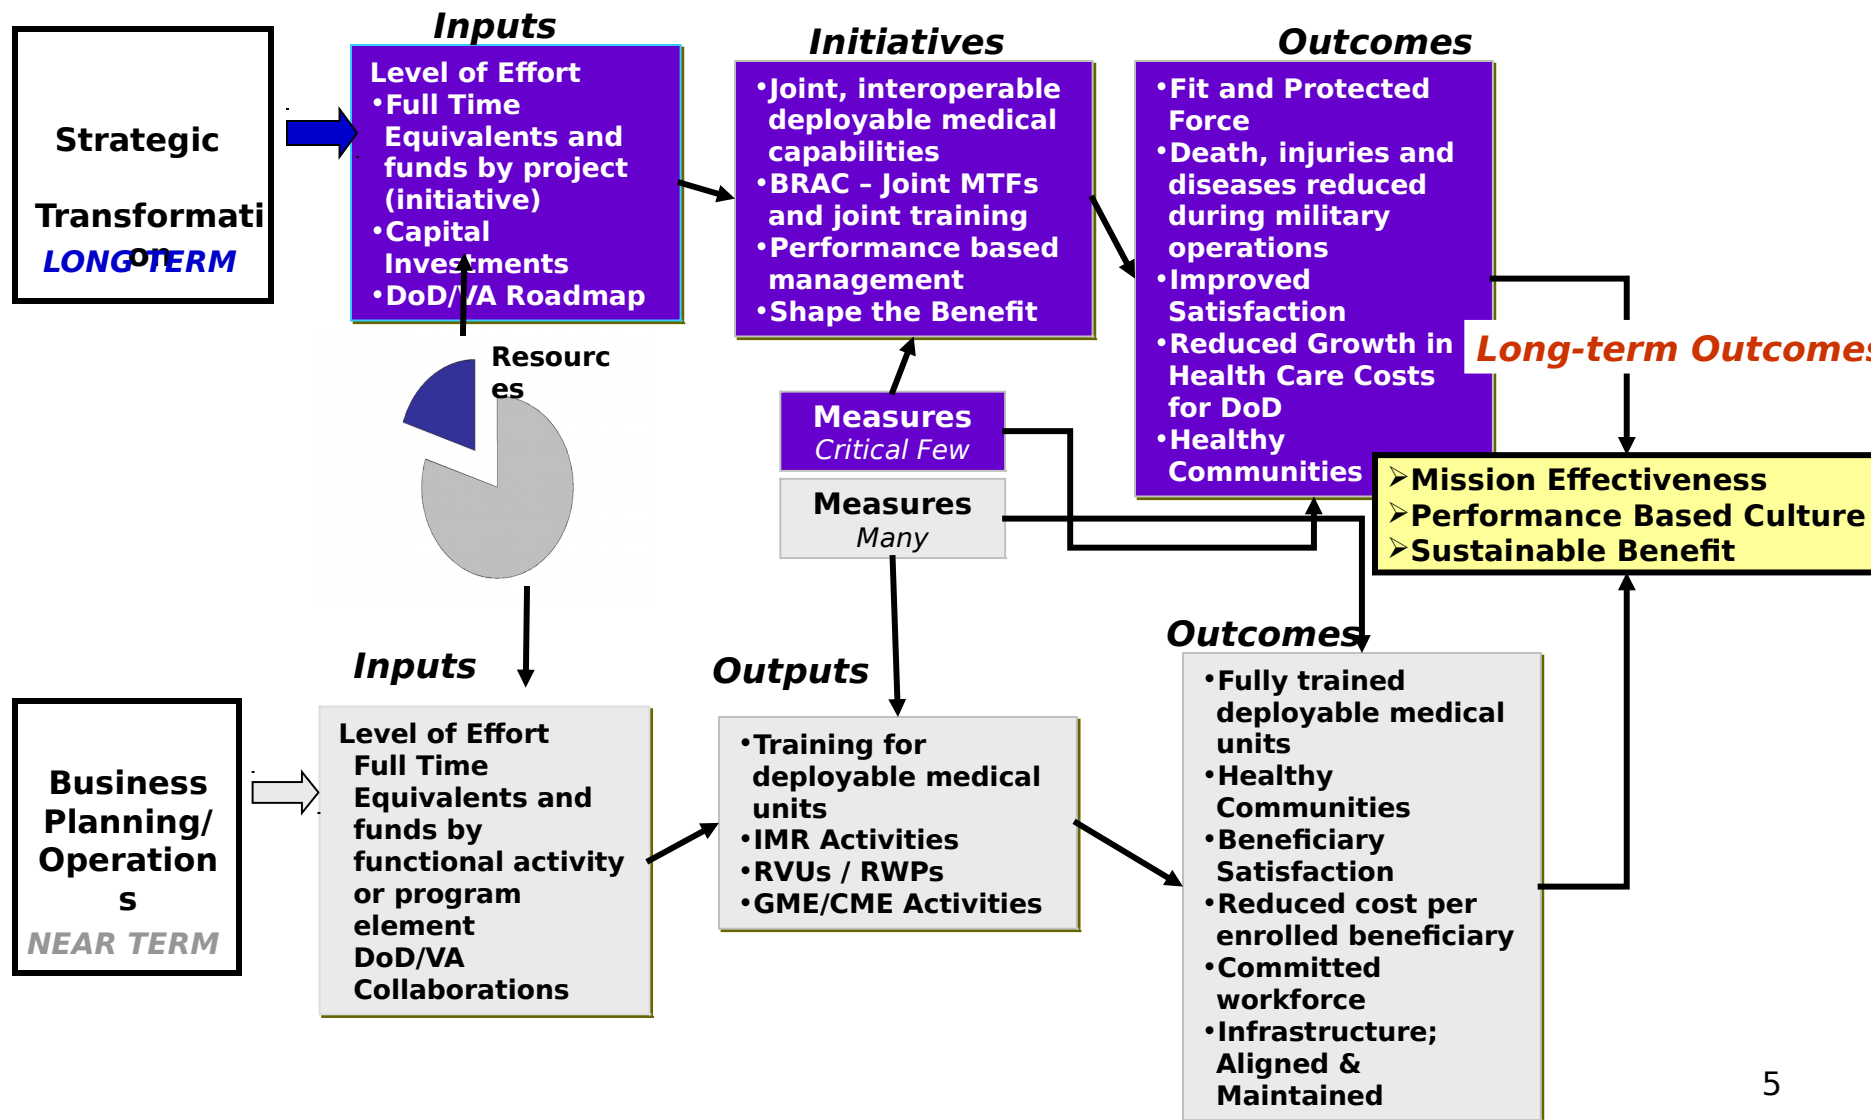 Inputs
Initiatives
Outcomes
Strategic
Transformati
on
LONG TERM
Level of Effort
•Full Time
Equivalents and
funds by project
(initiative)
•Capital
Investments
•DoD/VA Roadmap
•Joint, interoperable
deployable medical
capabilities
•BRAC – Joint MTFs
and joint training
•Performance based
management
•Shape the Benefit
•Fit and Protected
Force
•Death, injuries and
diseases reduced
during military
operations
•Improved
Satisfaction
•Reduced Growth in
Health Care Costs
for DoD
•Healthy
Communities
Long-term Outcomes
Resourc
es
Measures
Critical Few
Measures
Many
➢Mission Effectiveness
➢Performance Based Culture
➢Sustainable Benefit
Inputs
Outputs
Outcomes
Business
Planning/
Operation
s
NEAR TERM
Level of Effort
Full Time
Equivalents and
funds by
functional activity
or program
element
DoD/VA
Collaborations
•Training for
deployable medical
units
•IMR Activities
•RVUs / RWPs
•GME/CME Activities
•Fully trained
deployable medical
units
•Healthy
Communities
•Beneficiary
Satisfaction
•Reduced cost per
enrolled beneficiary
•Committed
workforce
•Infrastructure;
Aligned &
Maintained
5